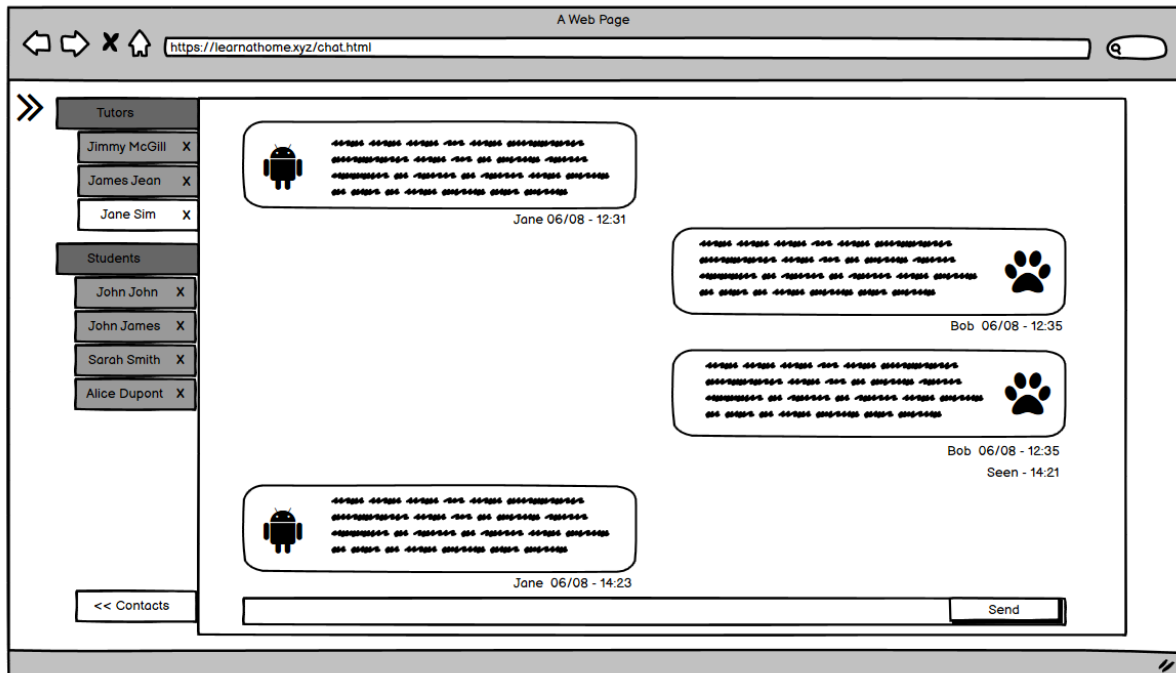 A Web Page
https://learnathome.xyz/chat.html
Tutors
Jimmy McGill X
James Jean X
Jane Sim X
Students
John John X
John James X
Sarah Smith X
Alice Dupont X
<< Contacts
Jane 06/08 - 12:31
Bob 06/08 - 12:35
Bob 06/08 - 12:35
Seen - 14:21
Jane 06/08 - 14:23
Send